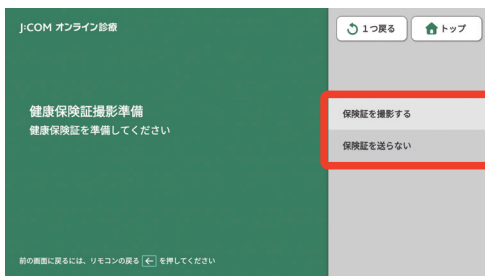 J:COM オンライン診療
1つ戻る
トップ
健康保険証撮影準備
健康保険証を準備してください
保険証を撮影する
保険証を送らない
前の画面に戻るには、リモコンの戻る ← を押してください